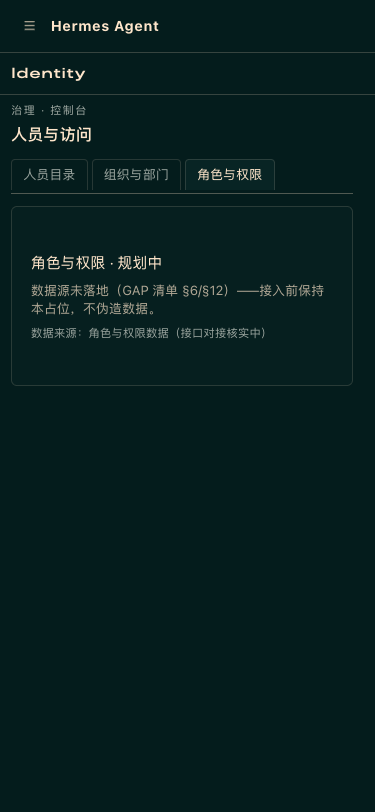 ☰ Hermes Agent
Identity
治理 · 控制台
人员与访问
人员目录 组织与部门 角色与权限
角色与权限 · 规划中
数据源未落地（GAP 清单 §6/§12）——接入前保持
本占位，不伪造数据。
数据来源：角色与权限数据（接口对接核实中）